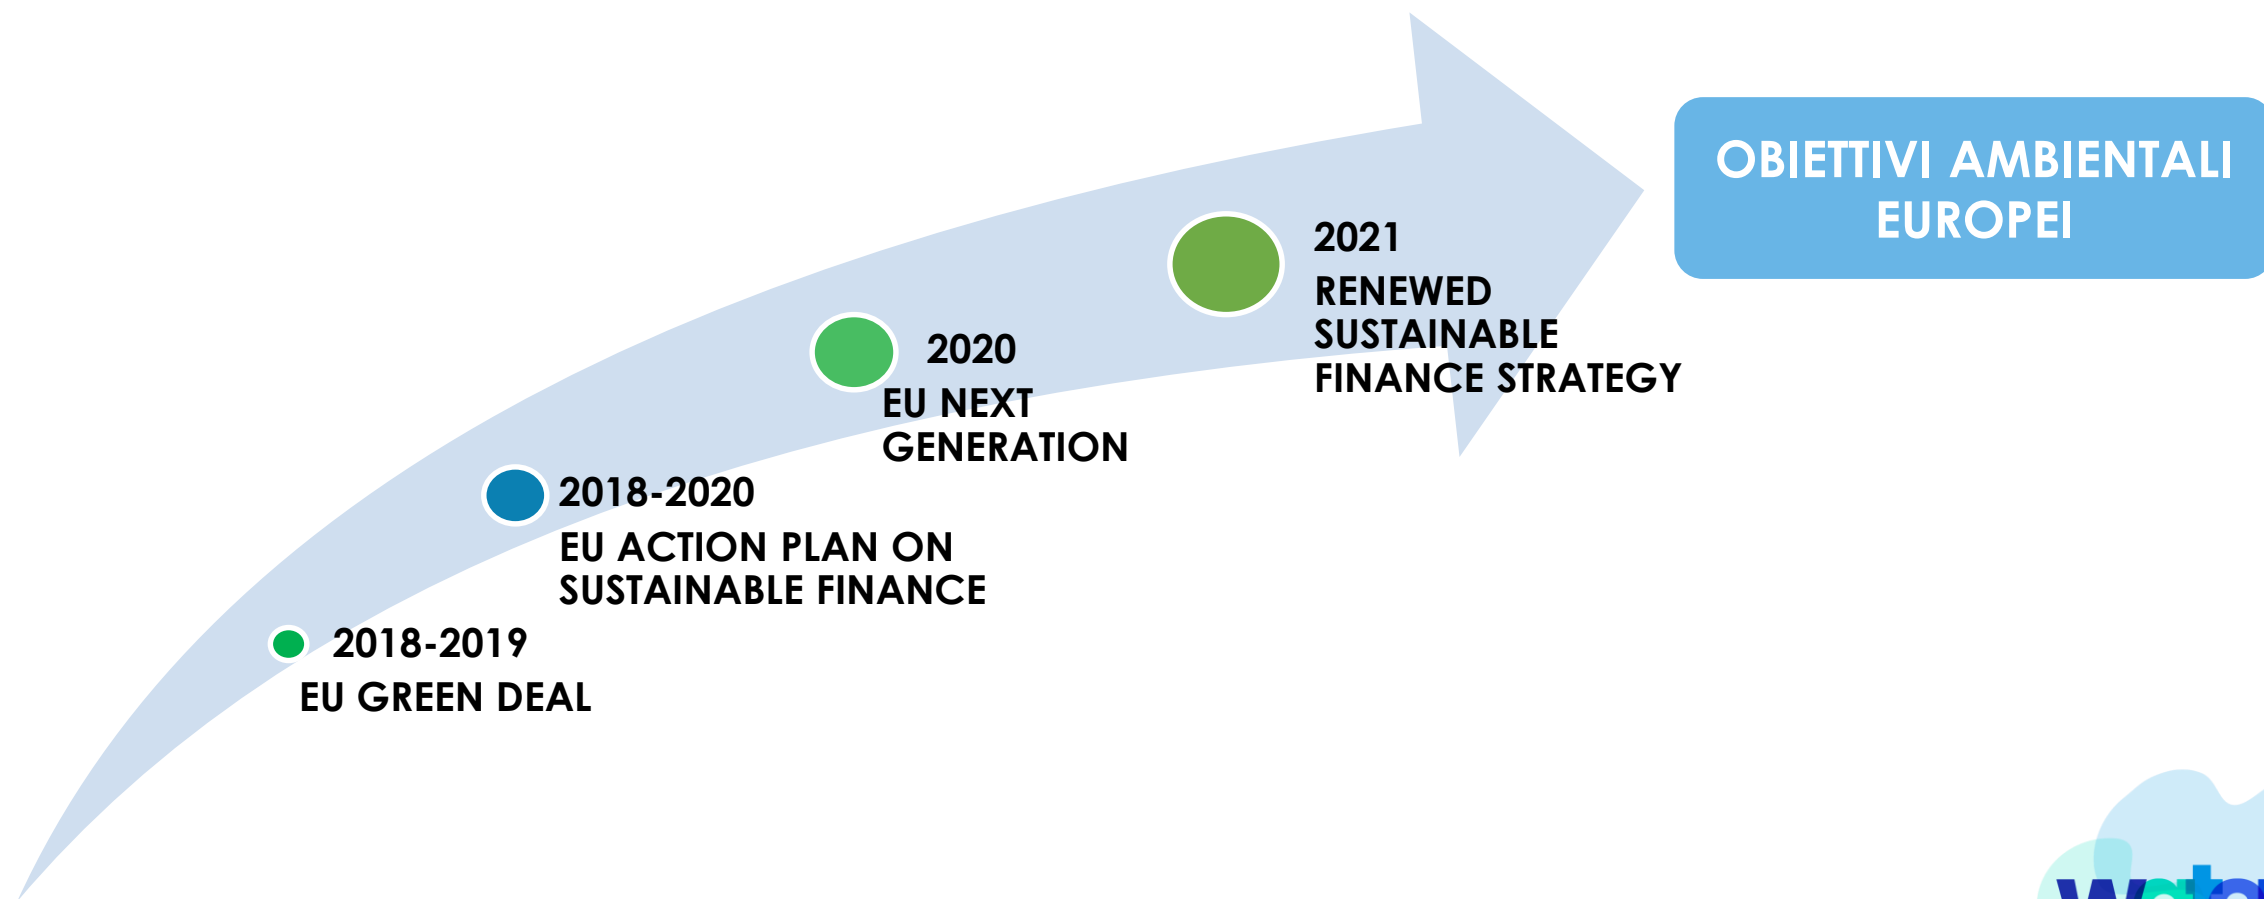 OBIETTIVI AMBIENTALI
EUROPEI
2021
RENEWED
SUSTAINABLE
FINANCE STRATEGY
2020
EU NEXT
GENERATION
2018-2020
EU ACTION PLAN ON
SUSTAINABLE FINANCE
2018-2019
EU GREEN DEAL